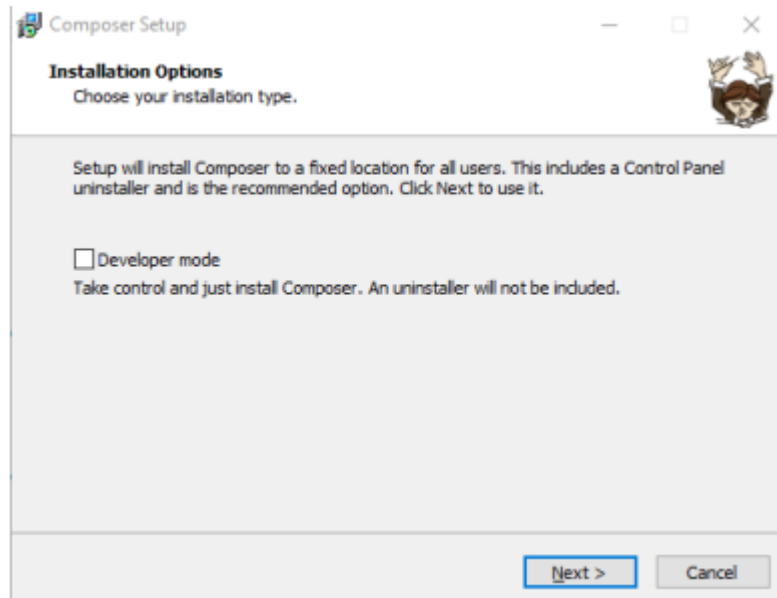 Composer Setup
Installation Options
Choose your installation type.
Setup will install Composer to a fixed location for all users. This includes a Control Panel
uninstaller and is the recommended option. Click Next to use it.
Developer mode
Take control and just install Composer. An uninstaller will not be included.
Next >
Cancel